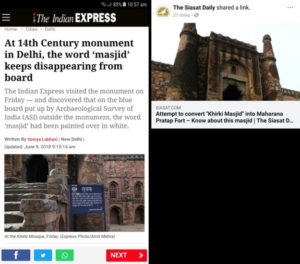 85% 10:57 am
The Indian EXPRESS
Home > Cities > Delhi
At 14th Century monument
in Delhi, the word 'masjid'
keeps disappearing from
board
The Indian Express visited the monument on
Friday — and discovered that on the blue
board put up by Archaeological Survey of
India (ASI) outside the monument, the word
'masjid' had been painted over in white.
Written By Somya Lakhani | New Delhi |
Updated: June 9, 2018 9:15:14 am
At the Khirki Mosque, Friday. (Express Photo/Amit Mehra)
NEXT >
The Siasat Daily shared a link.
21 mins
SIASAT.COM
Attempt to convert "Khirki Masjid" into Maharana
Pratap Fort – Know about this masjid | The Siasat D...